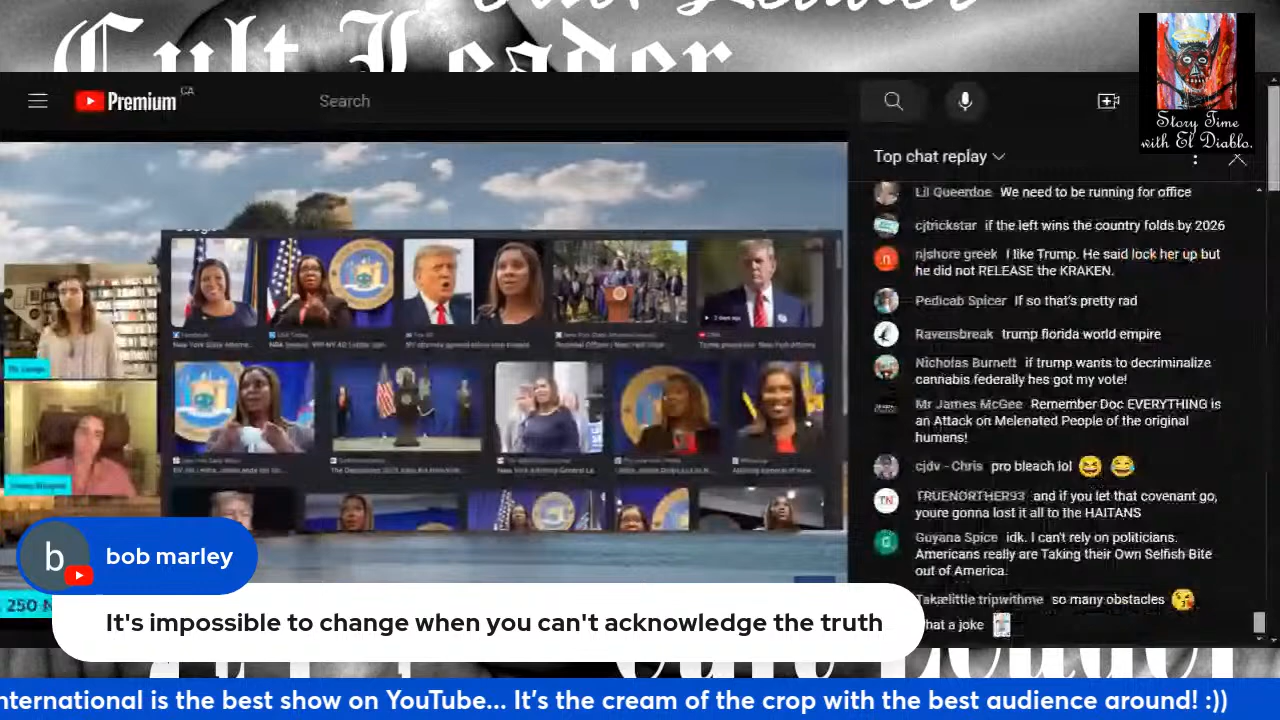 Cult Leader
Premium CA
Search
Story Time
with El Diablo.
Top chat replay
Lil Queerdoe We need to be running for office
cjtrickstar if the left wins the country folds by 2026
njshore greek I like Trump. He said lock her up but
he did not RELEASE the KRAKEN.
Pedicab Spicer If so that's pretty rad
Ravensbreak trump florida world empire
Nicholas Burnett if trump wants to decriminalize
cannabis federally hes got my vote!
Mr James McGee Remember Doc EVERYTHING is
an Attack on Melenated People of the original
humans!
cjdv - Chris pro bleach lol
TN
TRUENORTHER93 and if you let that covenant go,
youre gonna lost it all to the HAITANS
Guyana Spice idk. I can't rely on politicians.
Americans really are Taking their Own Selfish Bite
out of America.
Takelittle tripwithme so many obstacles
hat a joke
b
bob marley
250
It's impossible to change when you can't acknowledge the truth
nternational is the best show on YouTube... It's the cream of the crop with the best audience around! :))